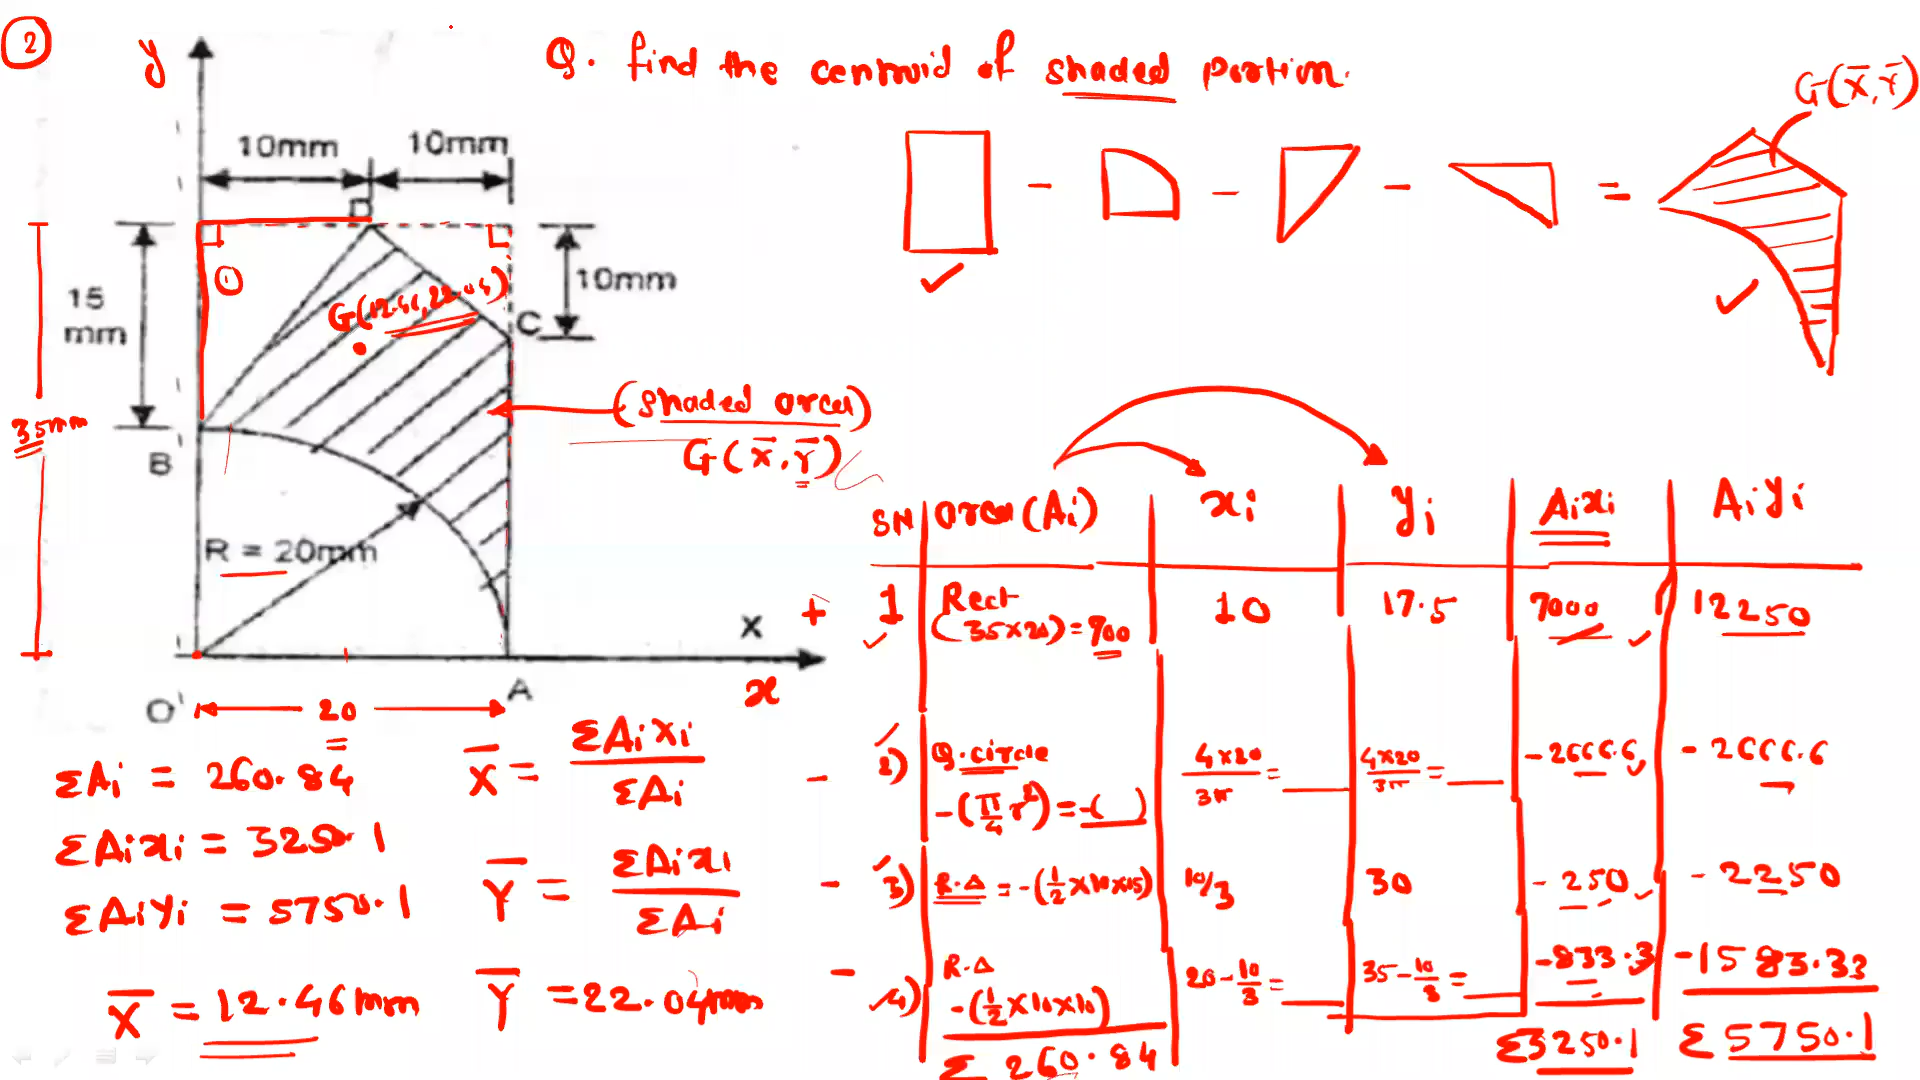 2
Q. find the centroid of shaded portion.
y
G(x̄, Ȳ)
10mm 10mm
D
10mm
1
15
mm
G(12.46, 22.04)
C
(shaded area)
G(x̄, Ȳ)
35mm
B
R = 20mm
x
x
O'
A
20
SN area (Ai) xi yi Aixi Aiyi
+ 1 Rect (35×20) = 700 10 17.5 7000 12250
- 2) Q.circle -(π/4 r²) = -( ) 4×20/3π = 4×20/3π = -2666.6 -2666.6
- 3) R.Δ = -(1/2×10×15) 10/3 30 -250 -2250
- 4) R.Δ -(1/2×10×10) 20-10/3 = 35-10/3 = -833.3 -1583.33
Σ 260.84 Σ3250.1 Σ 5750.1
ΣAi = 260.84
ΣAixi = 3250.1
ΣAiyi = 5750.1
X̄ = ΣAiXi/ΣAi
Ȳ = ΣAixi/ΣAi
X̄ = 12.46mm Ȳ = 22.04mm